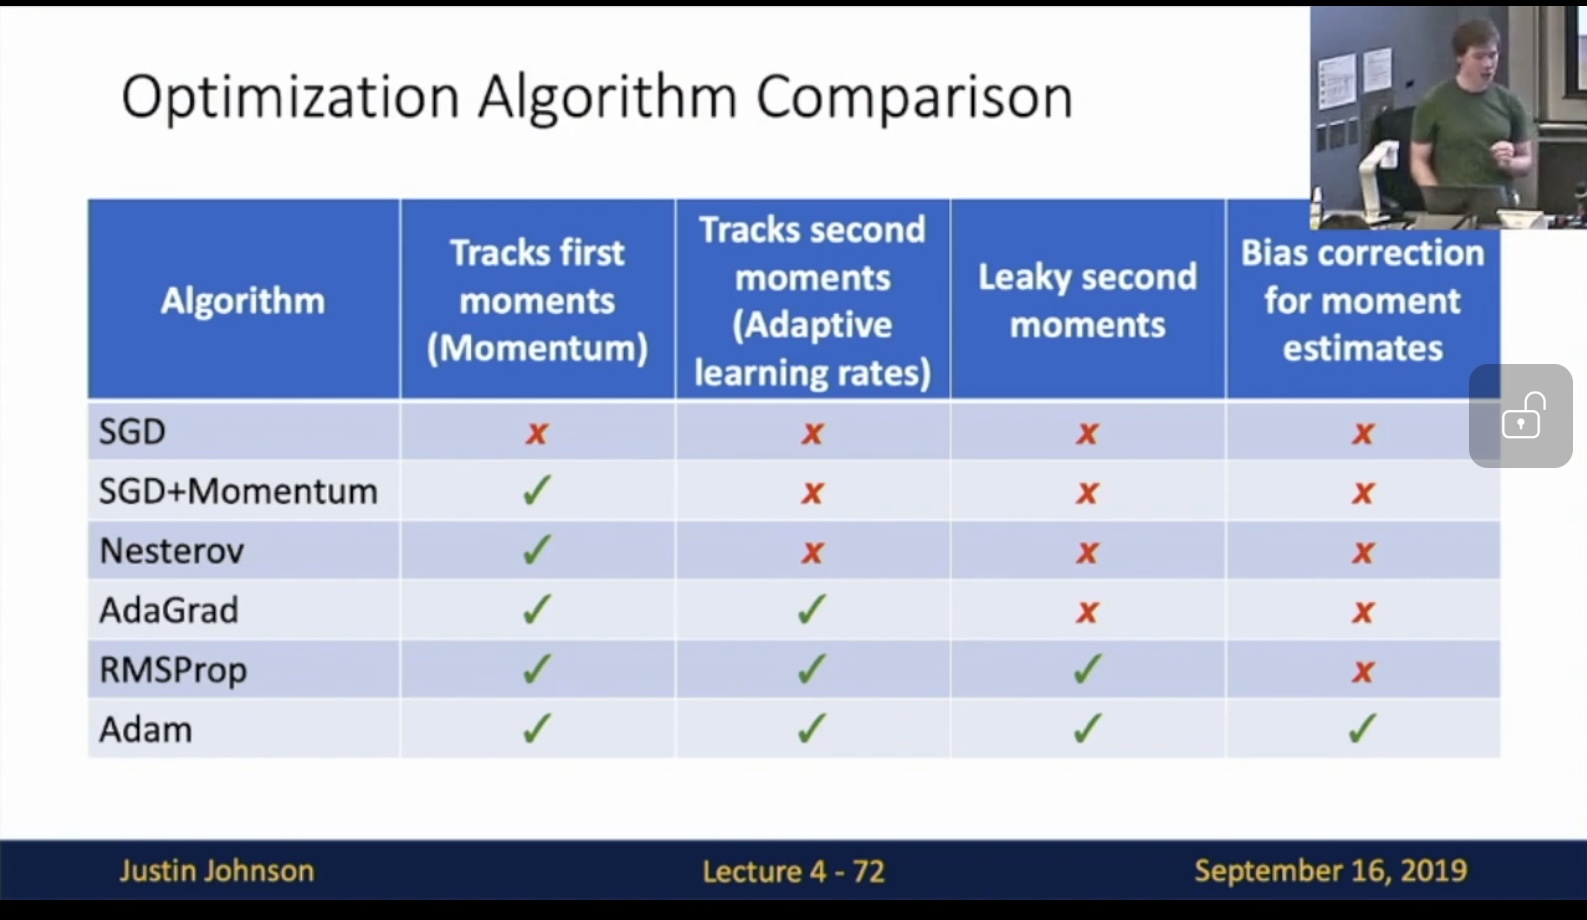 Optimization Algorithm Comparison
Algorithm
Tracks first
moments
(Momentum)
Tracks second
moments
(Adaptive
learning rates)
Leaky second
moments
Bias correction
for moment
estimates
SGD x x x x
SGD+Momentum ✓ x x x
Nesterov ✓ x x x
AdaGrad ✓ ✓ x x
RMSProp ✓ ✓ ✓ x
Adam ✓ ✓ ✓ ✓
Justin Johnson
Lecture 4 - 72
September 16, 2019